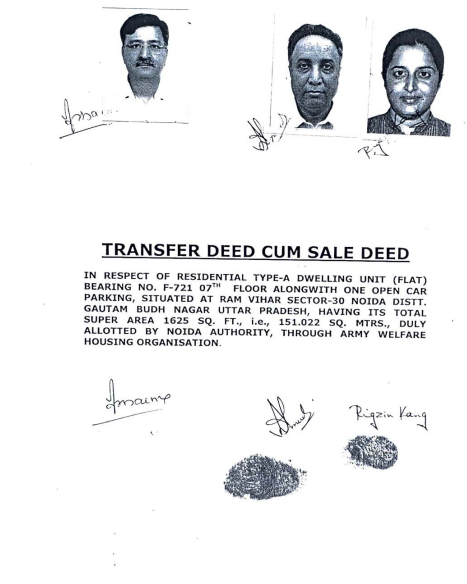 TRANSFER DEED CUM SALE DEED
IN RESPECT OF RESIDENTIAL TYPE-A DWELLING UNIT (FLAT)
BEARING NO. F-721 07TH FLOOR ALONGWITH ONE OPEN CAR
PARKING, SITUATED AT RAM VIHAR SECTOR-30 NOIDA DISTT.
GAUTAM BUDH NAGAR UTTAR PRADESH, HAVING ITS TOTAL
SUPER AREA 1625 SQ. FT., i.e., 151.022 SQ. MTRS., DULY
ALLOTTED BY NOIDA AUTHORITY, THROUGH ARMY WELFARE
HOUSING ORGANISATION.
Rigzin Kang